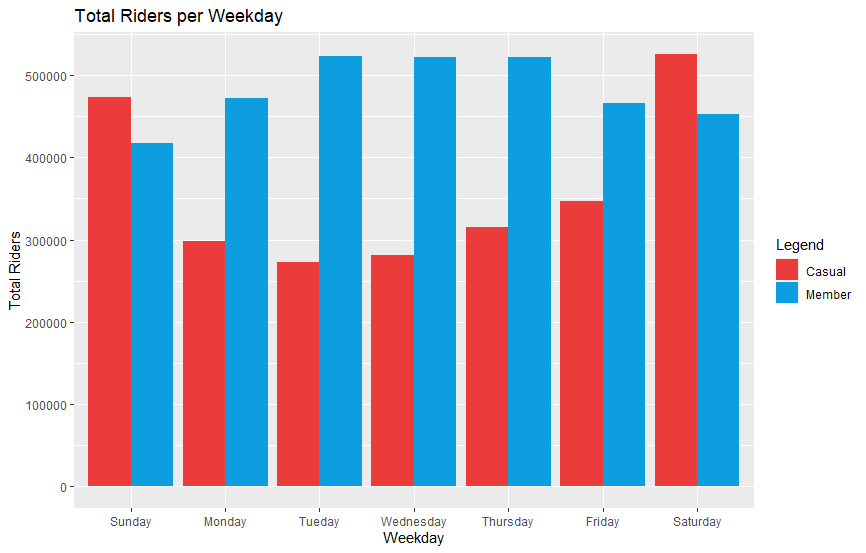 Total Riders per Weekday
Total Riders
500000
400000
300000
200000
100000
0
Sunday Monday Tueday Wednesday Thursday Friday Saturday
Weekday
Legend
Casual
Member